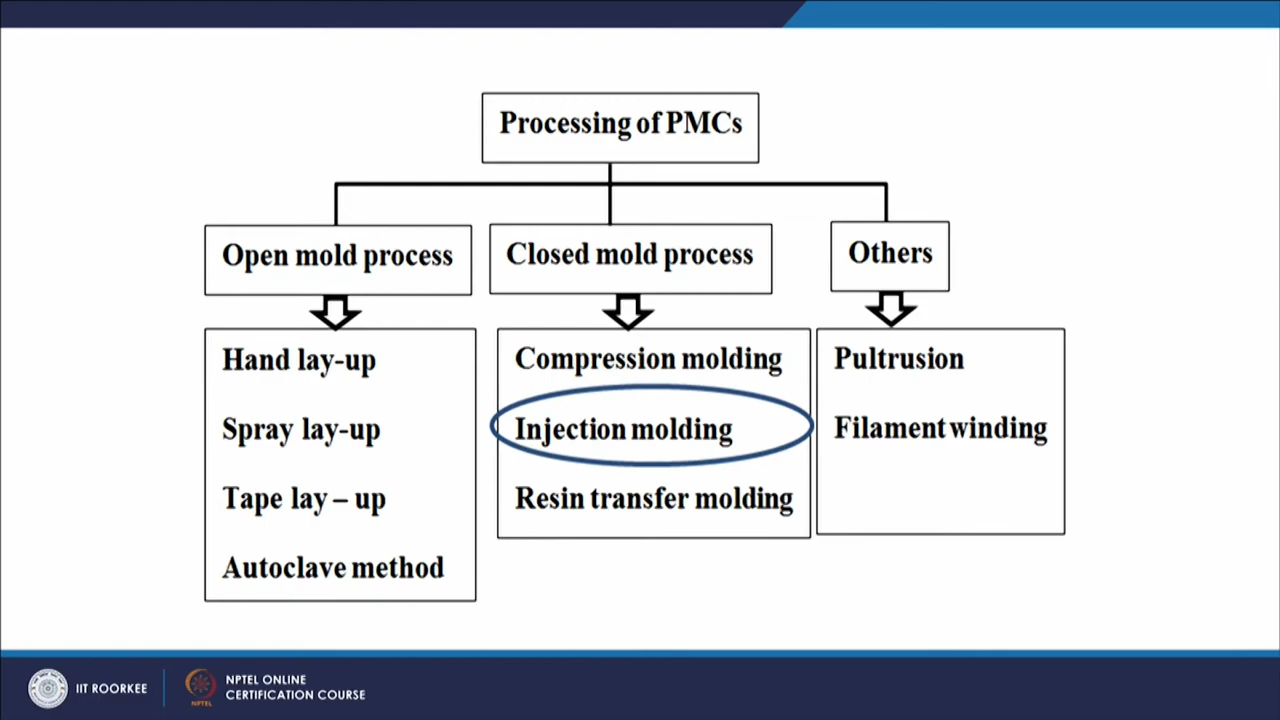 Processing of PMCs
Open mold process
Closed mold process
Others
Hand lay-up
Spray lay-up
Tape lay – up
Autoclave method
Compression molding
Injection molding
Resin transfer molding
Pultrusion
Filament winding
IIT ROORKEE
NPTEL
NPTEL ONLINE
CERTIFICATION COURSE